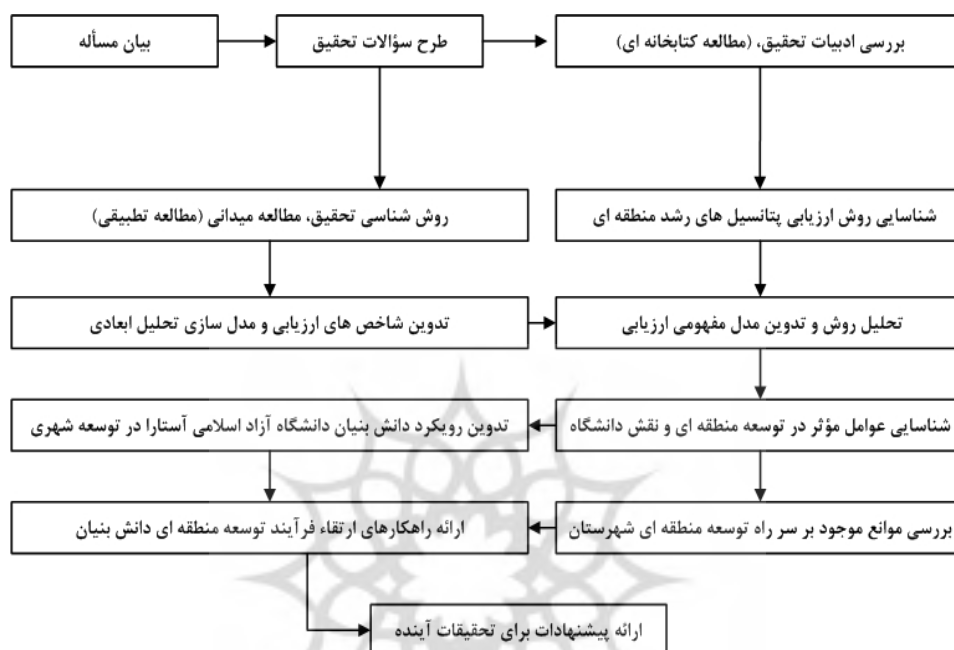 بیان مسأله
طرح سؤالات تحقیق
بررسی ادبیات تحقیق، (مطالعه کتابخانه ای)
روش شناسی تحقیق، مطالعه میدانی (مطالعه تطبیقی)
شناسایی روش ارزیابی پتانسیل های رشد منطقه ای
تدوین شاخص های ارزیابی و مدل سازی تحلیل ابعادی
تحلیل روش و تدوین مدل مفهومی ارزیابی
شناسایی عوامل مؤثر در توسعه منطقه ای و نقش دانشگاه
تدوین رویکرد دانش بنیان دانشگاه آزاد اسلامی آستارا در توسعه شهری
بررسی موانع موجود بر سر راه توسعه منطقه ای شهرستان
ارائه راهکارهای ارتقاء فرآیند توسعه منطقه ای دانش بنیان
ارائه پیشنهادات برای تحقیقات آینده